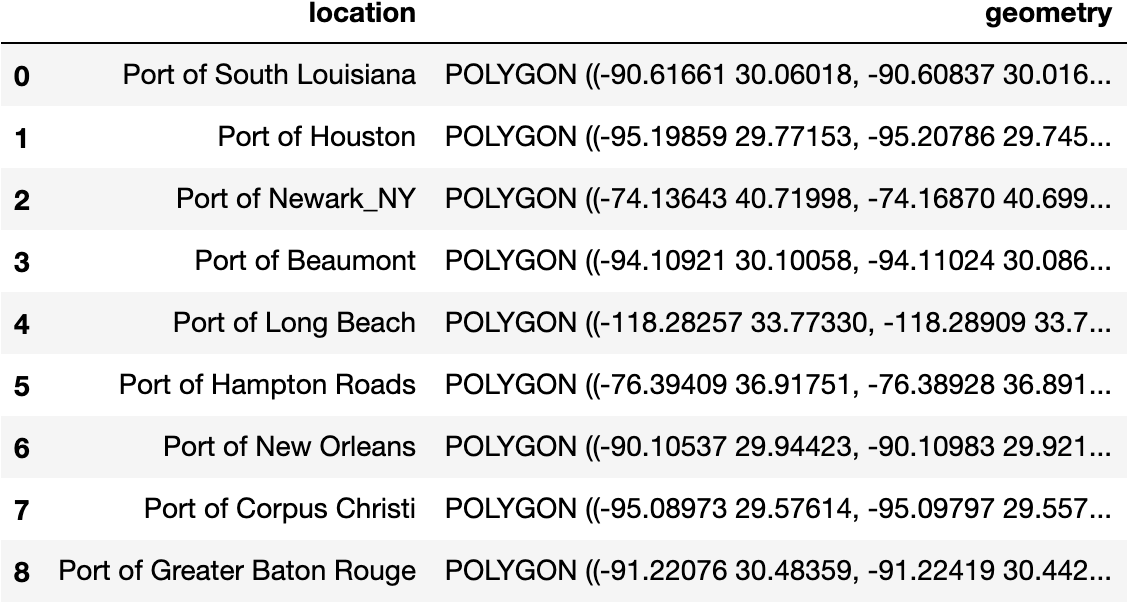 location geometry
0 Port of South Louisiana POLYGON ((-90.61661 30.06018, -90.60837 30.016...
1 Port of Houston POLYGON ((-95.19859 29.77153, -95.20786 29.745...
2 Port of Newark_NY POLYGON ((-74.13643 40.71998, -74.16870 40.699...
3 Port of Beaumont POLYGON ((-94.10921 30.10058, -94.11024 30.086...
4 Port of Long Beach POLYGON ((-118.28257 33.77330, -118.28909 33.7...
5 Port of Hampton Roads POLYGON ((-76.39409 36.91751, -76.38928 36.891...
6 Port of New Orleans POLYGON ((-90.10537 29.94423, -90.10983 29.921...
7 Port of Corpus Christi POLYGON ((-95.08973 29.57614, -95.09797 29.557...
8 Port of Greater Baton Rouge POLYGON ((-91.22076 30.48359, -91.22419 30.442...